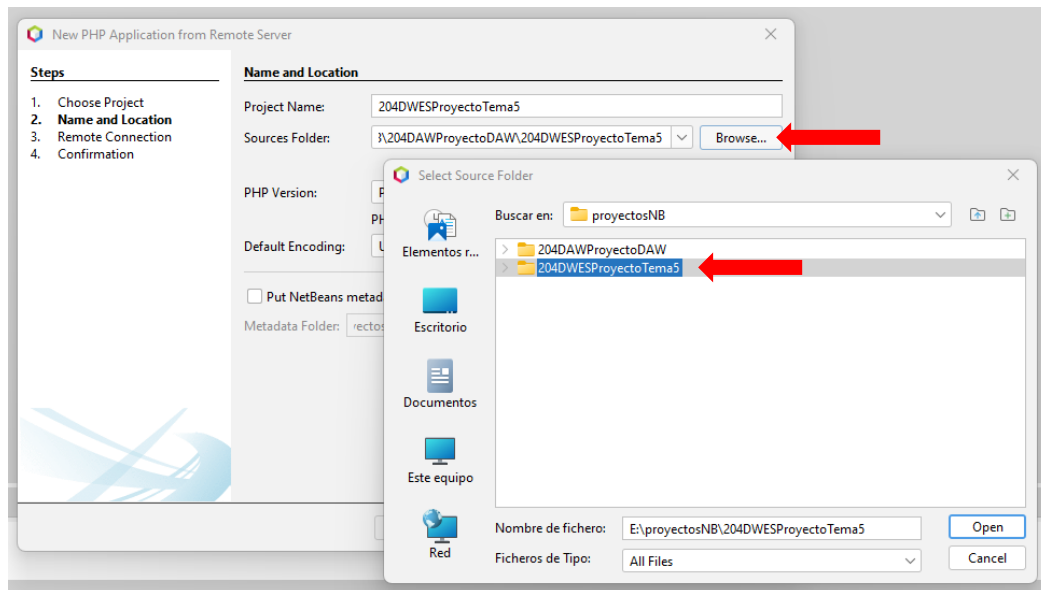 New PHP Application from Remote Server
Steps
1. Choose Project
2. Name and Location
3. Remote Connection
4. Confirmation
Name and Location
Project Name: 204DWESProyectoTema5
Sources Folder: \204DAWProyectoDAW\204DWESProyectoTema5 Browse...
PHP Version:
Default Encoding:
Put NetBeans metad
Metadata Folder:
Select Source Folder
Buscar en: proyectosNB
Elementos r...
Escritorio
Documentos
Este equipo
Red
204DAWProyectoDAW
204DWESProyectoTema5
Nombre de fichero: E:\proyectosNB\204DWESProyectoTema5 Open
Ficheros de Tipo: All Files Cancel